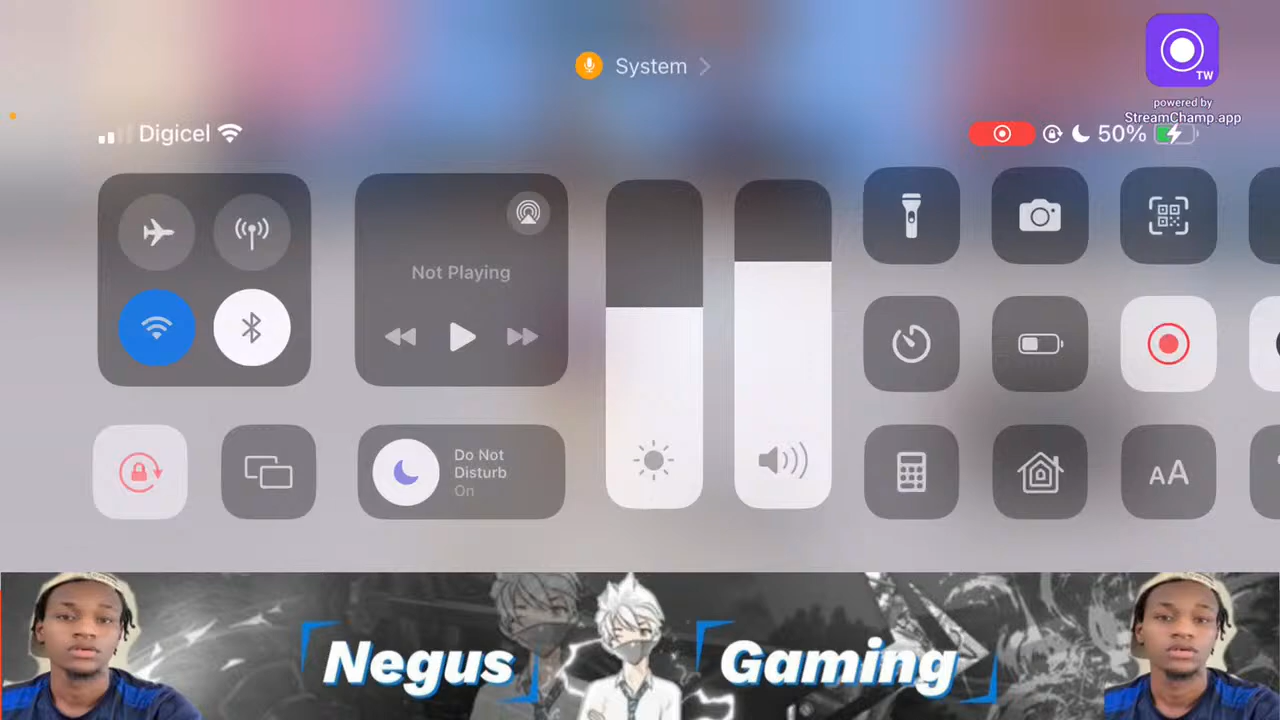 System
TW
powered by
StreamChamp.app
Digicel
50%
Not Playing
Do Not
Disturb
On
AA
Negus
Gaming